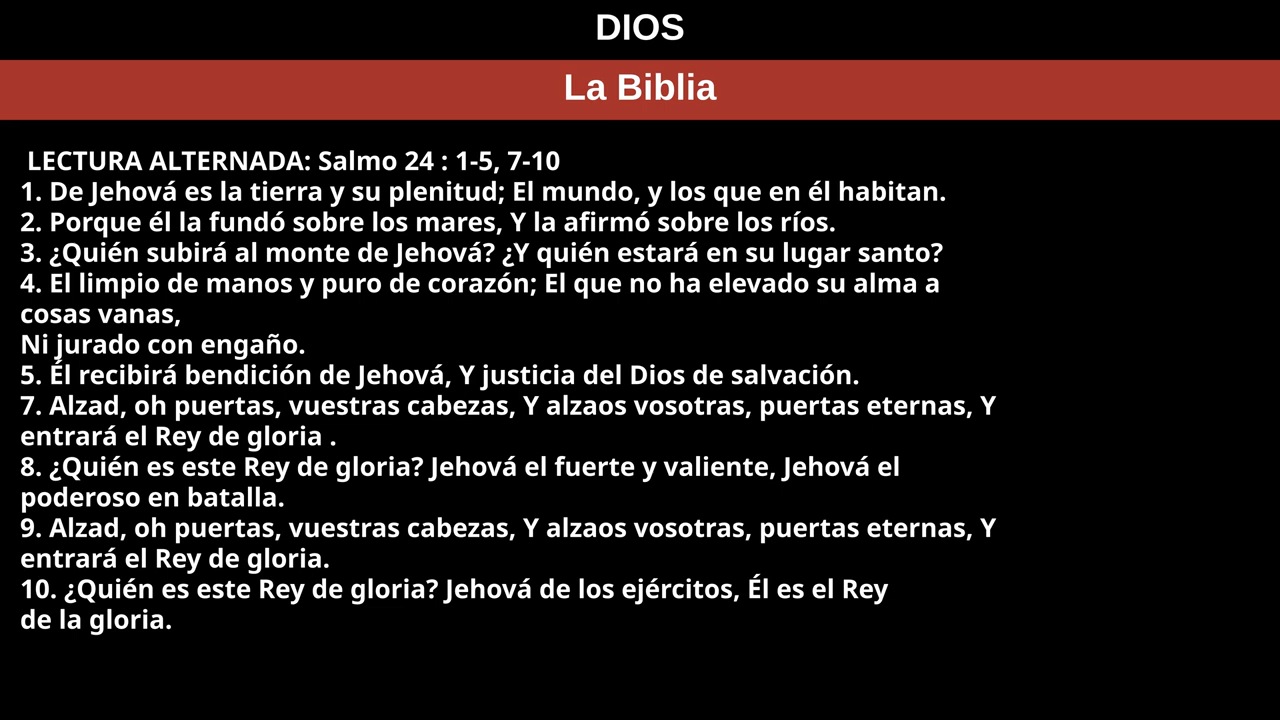 DIOS
La Biblia
LECTURA ALTERNADA: Salmo 24 : 1-5, 7-10
1. De Jehová es la tierra y su plenitud; El mundo, y los que en él habitan.
2. Porque él la fundó sobre los mares, Y la afirmó sobre los ríos.
3. ¿Quién subirá al monte de Jehová? ¿Y quién estará en su lugar santo?
4. El limpio de manos y puro de corazón; El que no ha elevado su alma a
cosas vanas,
Ni jurado con engaño.
5. Él recibirá bendición de Jehová, Y justicia del Dios de salvación.
7. Alzad, oh puertas, vuestras cabezas, Y alzaos vosotras, puertas eternas, Y
entrará el Rey de gloria .
8. ¿Quién es este Rey de gloria? Jehová el fuerte y valiente, Jehová el
poderoso en batalla.
9. Alzad, oh puertas, vuestras cabezas, Y alzaos vosotras, puertas eternas, Y
entrará el Rey de gloria.
10. ¿Quién es este Rey de gloria? Jehová de los ejércitos, Él es el Rey
de la gloria.